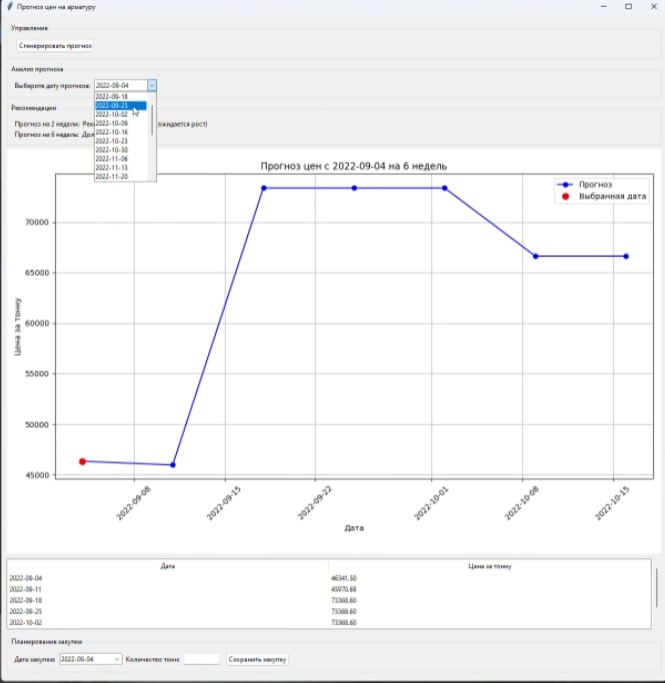 Прогноз цен на арматуру
Управление
Сгенерировать прогноз
Анализ прогноза
Выберите дату прогноза: 2022-09-04
2022-09-18
2022-09-25
2022-10-02
2022-10-09
2022-10-16
2022-10-23
2022-10-30
2022-11-06
2022-11-13
2022-11-20
Рекомендации
Прогноз на 2 недели: ожидается рост)
Прогноз на 6 недель:
Прогноз цен с 2022-09-04 на 6 недель
Прогноз
Выбранная дата
70000
65000
60000
55000
50000
45000
Цена за тонну
2022-09-08
2022-09-15
2022-09-22
2022-10-01
2022-10-08
2022-10-15
Дата
Дата Цена за тонну
2022-09-04 46341.50
2022-09-11 45970.69
2022-09-18 73368.60
2022-09-25 73368.60
2022-10-02 73368.60
Планирование закупки
Дата закупки: 2022-09-04 Количество тонн: Сохранить закупку